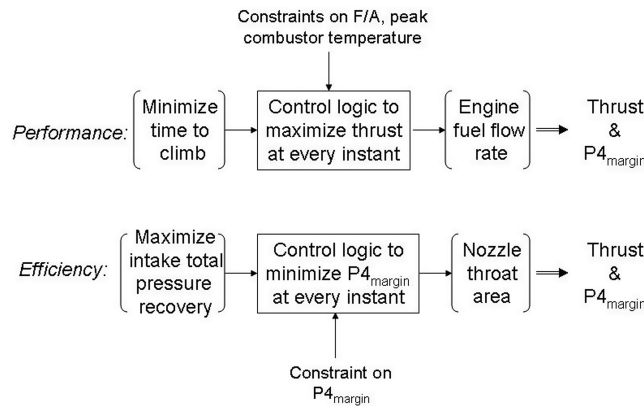 Constraints on F/A, peak
combustor temperature
Performance:
Minimize
time to
climb
Control logic to
maximize thrust
at every instant
Engine
fuel flow
rate
Thrust
&
P4margin
Efficiency:
Maximize
intake total
pressure
recovery
Control logic to
minimize P4margin
at every instant
Nozzle
throat
area
Thrust
&
P4margin
Constraint on
P4margin